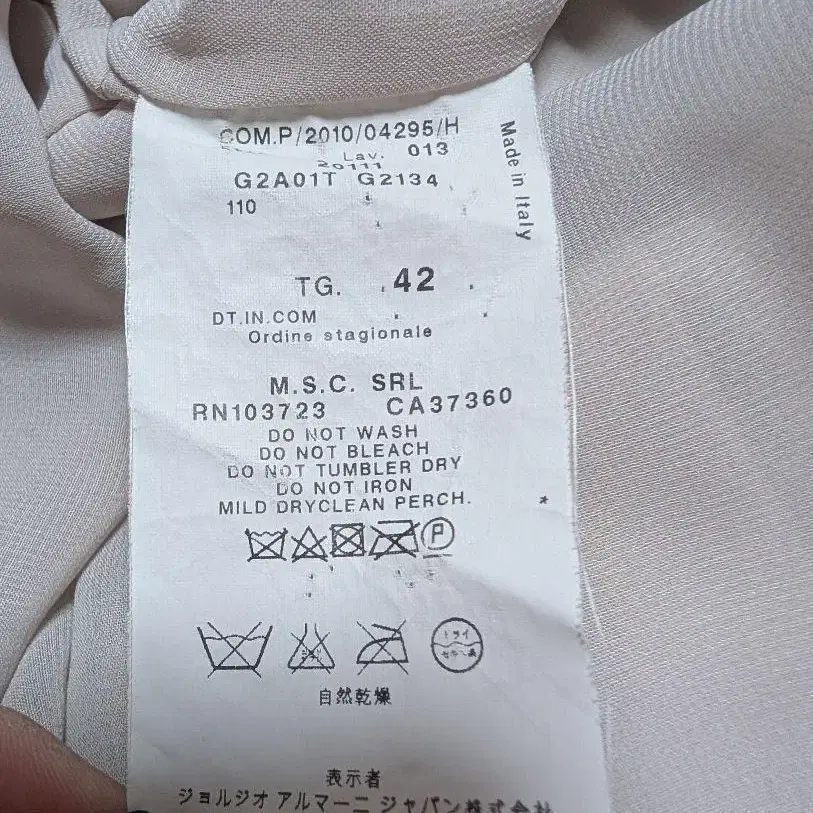 COM.P/2010/04295/H
Lav. 013
20111
G2A01T G2134
110
Made in Italy
TG. 42
DT.IN.COM
Ordine stagionale
M.S.C. SRL
RN103723 CA37360
DO NOT WASH
DO NOT BLEACH
DO NOT TUMBLER DRY
DO NOT IRON
MILD DRYCLEAN PERCH.
P
ドライ
自然乾燥
表示者
ジョルジオ アルマーニ ジャパン株式会社